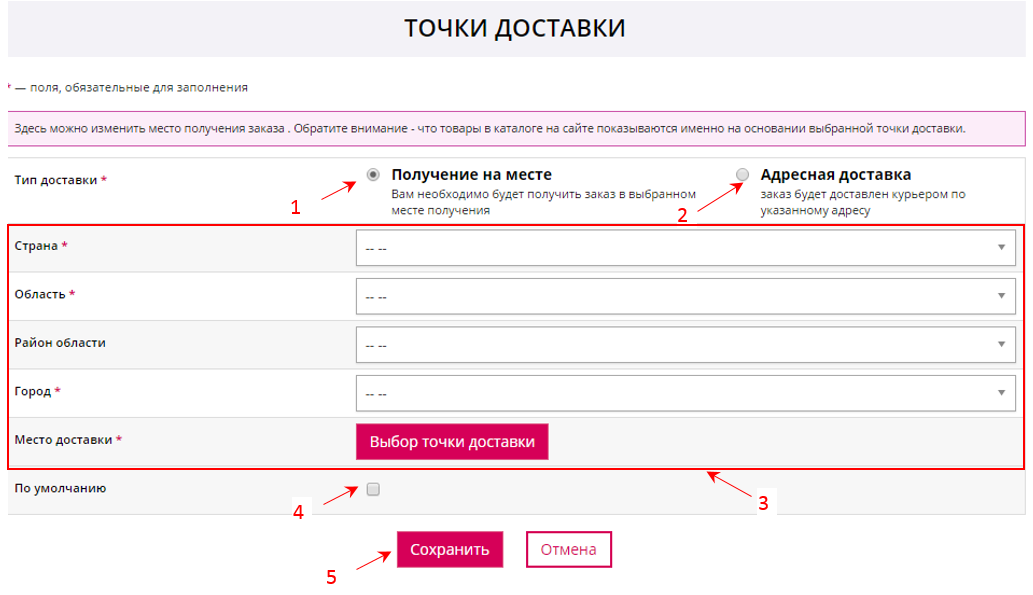 ТОЧКИ ДОСТАВКИ
* — поля, обязательные для заполнения
Здесь можно изменить место получения заказа . Обратите внимание - что товары в каталоге на сайте показываются именно на основании выбранной точки доставки.
Тип доставки *
Получение на месте
Вам необходимо будет получить заказ в выбранном
месте получения
Адресная доставка
заказ будет доставлен курьером по
указанному адресу
1
2
Страна *
-- --
Область *
-- --
Район области
-- --
Город *
-- --
Место доставки *
Выбор точки доставки
3
По умолчанию
4
Сохранить
Отмена
5